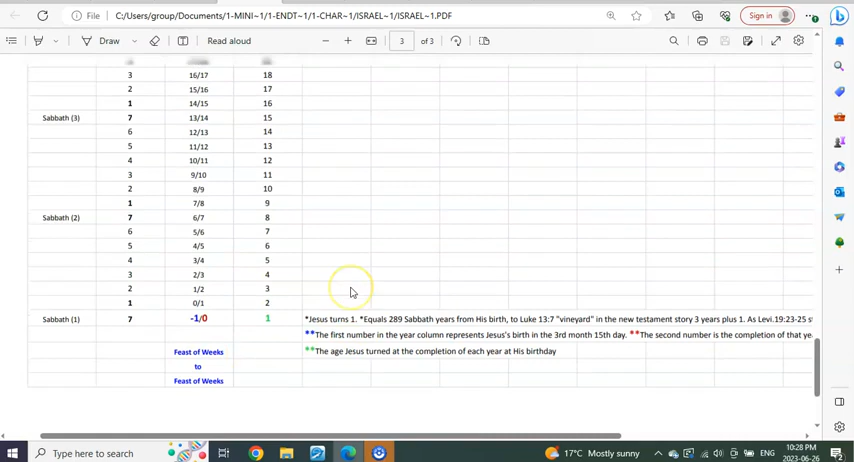 File
C:/Users/group/Documents/1-MINI~1/1-ENDT~1/1-CHAR~1/ISRAEL~1/ISRAEL~1.PDF
Sign in
Draw
Read aloud
3
of 3
3 16/17 18
2 15/16 17
1 14/15 16
Sabbath (3) 7 13/14 15
6 12/13 14
5 11/12 13
4 10/11 12
3 9/10 11
2 8/9 10
1 7/8 9
Sabbath (2) 7 6/7 8
6 5/6 7
5 4/5 6
4 3/4 5
3 2/3 4
2 1/2 3
1 0/1 2
Sabbath (1) 7 -1/0 1 *Jesus turns 1. *Equals 289 Sabbath years from His birth, to Luke 13:7 "vineyard" in the new testament story 3 years plus 1. As Levi.19:23-25 s
**The first number in the year column represents Jesus's birth in the 3rd month 15th day. **The second number is the completion of that ye
Feast of Weeks **The age Jesus turned at the completion of each year at His birthday
to
Feast of Weeks
Type here to search
17°C Mostly sunny
ENG
10:28 PM
2023-06-26
2